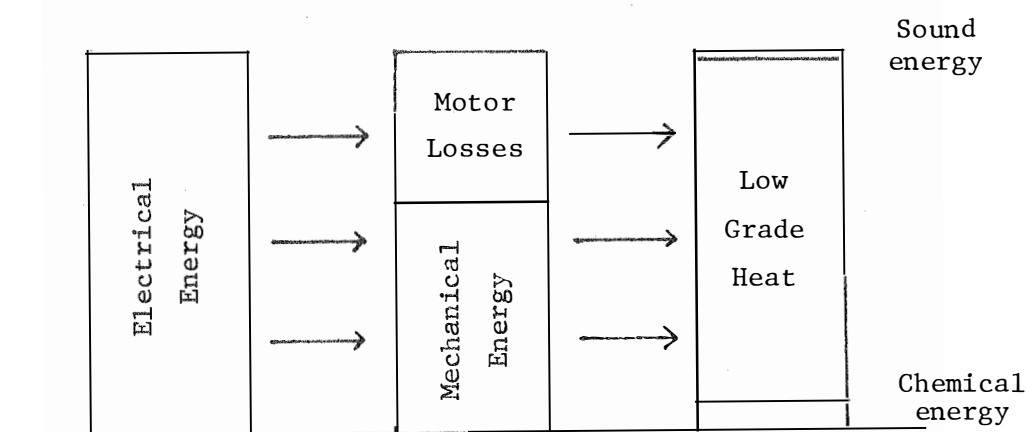 Electrical
Energy
Motor
Losses
Mechanical
Energy
Low
Grade
Heat
Sound
energy
Chemical
energy